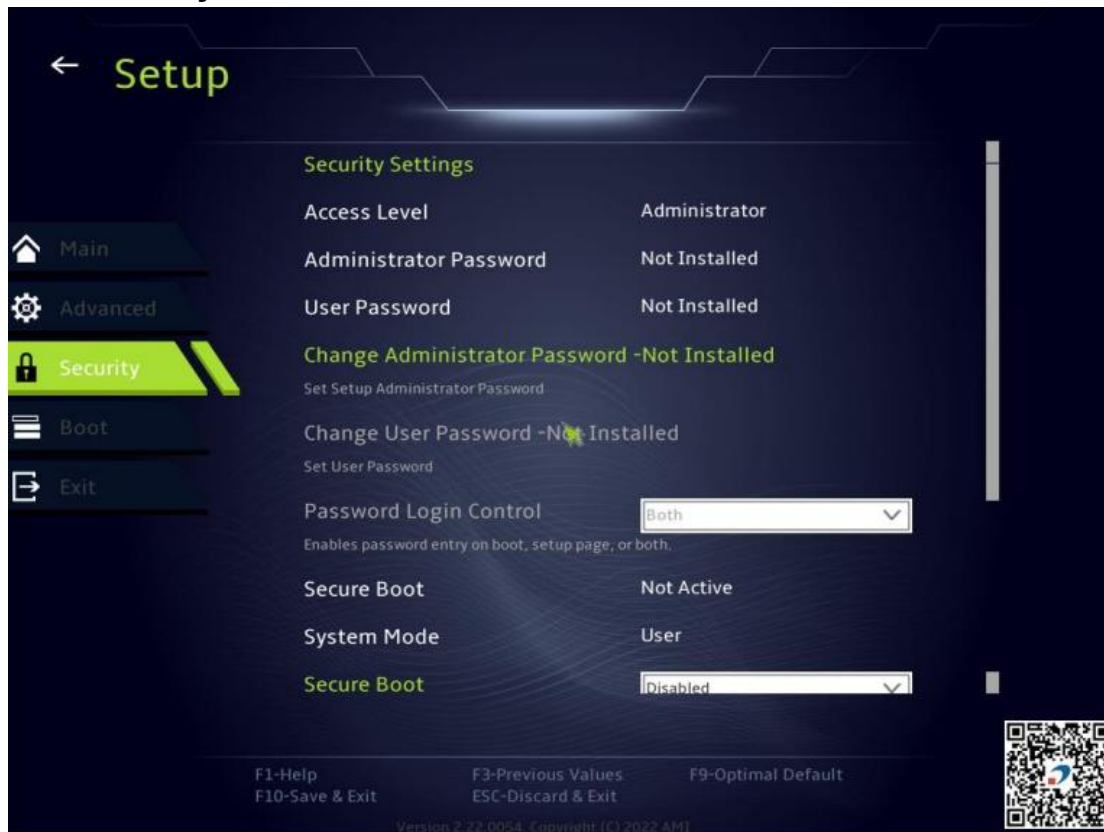 Setup
Security Settings
Access Level Administrator
Main
Administrator Password Not Installed
Advanced
User Password Not Installed
Security
Change Administrator Password -Not Installed
Set Setup Administrator Password
Boot
Change User Password -Not Installed
Set User Password
Exit
Password Login Control Both
Enables password entry on boot, setup page, or both.
Secure Boot Not Active
System Mode User
Secure Boot Disabled
F1-Help F3-Previous Values F9-Optimal Default
F10-Save & Exit ESC-Discard & Exit
Version 2.22.0054. Copyright (C) 2022 AMI